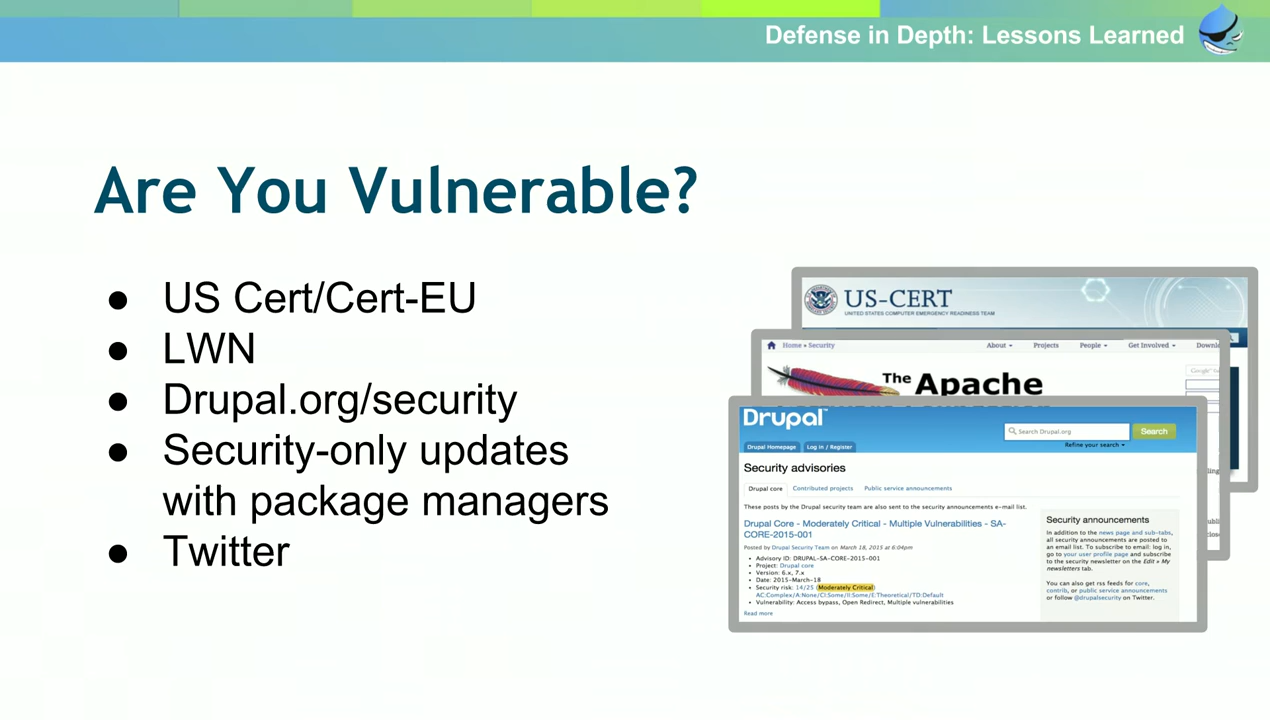 Defense in Depth: Lessons Learned
Are You Vulnerable?
● US Cert/Cert-EU
● LWN
● Drupal.org/security
● Security-only updates
with package managers
● Twitter
US-CERT
UNITED STATES COMPUTER EMERGENCY READINESS TEAM
Home » Security
About
Projects
People
Get Involved
The Apache
Drupal™
Search Drupal.org
Search
Refine your search
Drupal Homepage
Log in / Register
Security advisories
Drupal core
Contributed projects
Public service announcements
These posts by the Drupal security team are also sent to the security announcements e-mail list.
Drupal Core - Moderately Critical - Multiple Vulnerabilities - SA-
CORE-2015-001
Posted by Drupal Security Team on March 18, 2015 at 6:04pm
• Advisory ID: DRUPAL-SA-CORE-2015-001
• Project: Drupal core
• Version: 6.x, 7.x
• Date: 2015-March-18
• Security risk: 14/25 (Moderately Critical)
AC:Complex/A:None/CI:Some/II:Some/E:Theoretical/TD:Default
• Vulnerability: Access bypass, Open Redirect, Multiple vulnerabilities
Read more
Security announcements
In addition to the news page and sub-tabs,
all security announcements are posted to
an email list. To subscribe to email: log in,
go to your user profile page and subscribe
to the security newsletter on the Edit » My
newsletters tab.
You can also get rss feeds for core,
contrib, or public service announcements
or follow @drupalsecurity on Twitter.